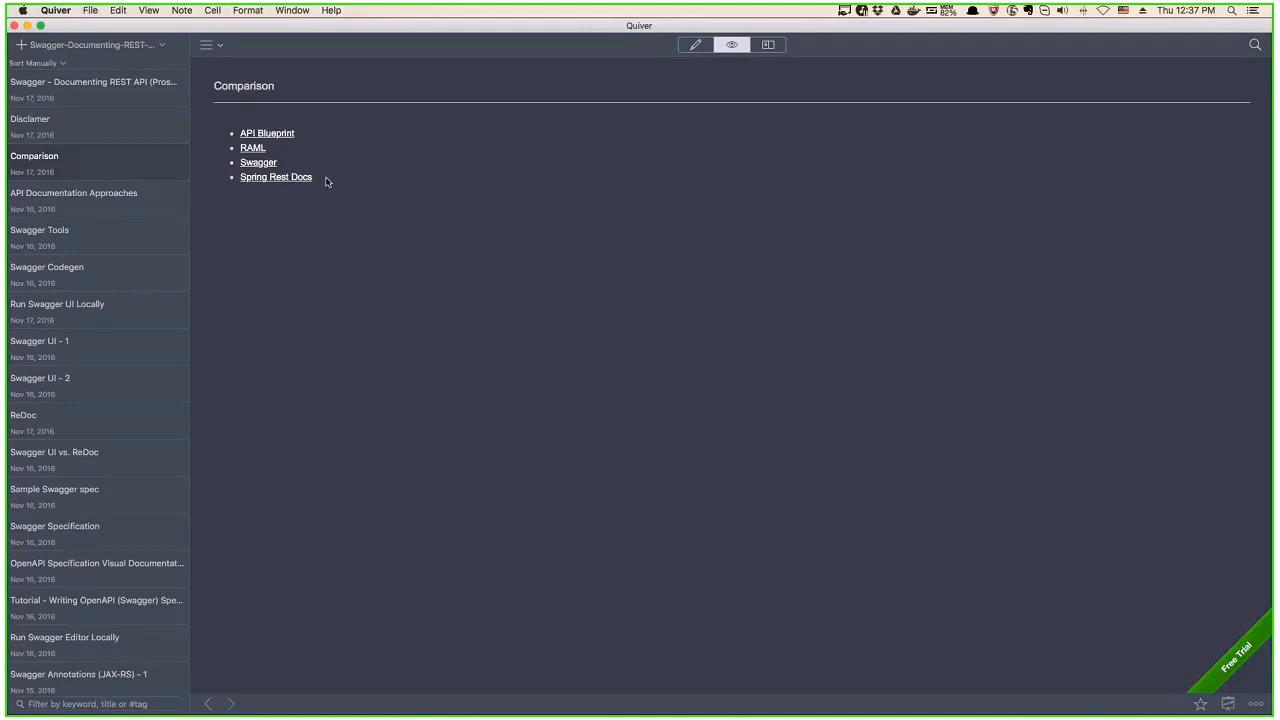 Quiver File Edit View Note Cell Format Window Help
MEM 82%
Thu 12:37 PM
Quiver
Swagger-Documenting-REST-...
Sort Manually
Swagger - Documenting REST API (Pros...
Nov 17, 2016
Disclamer
Nov 17, 2016
Comparison
Nov 17, 2016
API Documentation Approaches
Nov 16, 2016
Swagger Tools
Nov 16, 2016
Swagger Codegen
Nov 16, 2016
Run Swagger UI Locally
Nov 17, 2016
Swagger UI - 1
Nov 16, 2016
Swagger UI - 2
Nov 16, 2016
ReDoc
Nov 17, 2016
Swagger UI vs. ReDoc
Nov 16, 2016
Sample Swagger spec
Nov 16, 2016
Swagger Specification
Nov 16, 2016
OpenAPI Specification Visual Documentat...
Nov 16, 2016
Tutorial - Writing OpenAPI (Swagger) Spe...
Nov 16, 2016
Run Swagger Editor Locally
Nov 16, 2016
Swagger Annotations (JAX-RS) - 1
Nov 15, 2016
Filter by keyword, title or #tag
Comparison
API Blueprint
RAML
Swagger
Spring Rest Docs
Free Trial